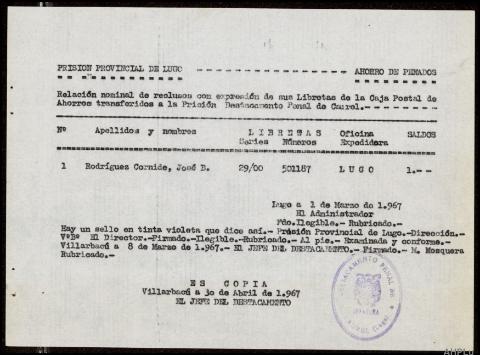 PRISION PROVINCIAL DE LUGO - - - - - - - - - - - - - - - AHORRO DE PENADOS
Relación nominal de reclusos con expresión de sus Libretas de la Caja Postal de
Ahorros transferidos a la Prisión Destacamento Penal de Caurel.- - - - - - - -
Nº Apellidos y nombres L I B R E T A S Oficina SALDOS
Series Números Expedidora
1 Rodríguez Cornide, José B. 29/00 501187 L U G O 1.- -
Lugo a 1 de Marzo de 1.967
El Administrador
Fdo.Ilegible.- Rubricado.-
Hay un sello en tinta violeta que dice así.- Prisión Provincial de Lugo.-Dirección.-
VºBº El Director.-Firmado.-Ilegible.-Rubricado.- Al pie.- Examinada y conforme.-
Villarbacú a 8 de Marzo de 1.967.- EL JEFE DEL DESTACAMENTO.- Firmado.- M. Mosquera
Rubricado.-
ES COPIA
Villarbacú a 30 de Abril de 1.967
EL JEFE DEL DESTACAMENTO
DESTACAMENTO PENAL DE
AHPLU